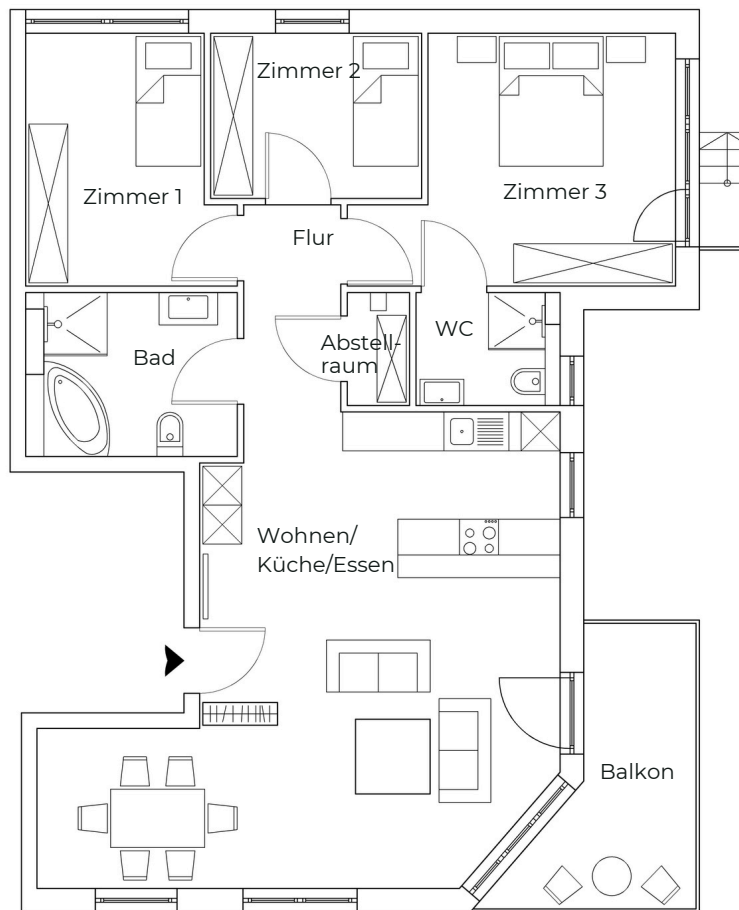 Zimmer 2
Zimmer 1
Zimmer 3
Flur
Bad
Abstell-
raum
WC
Wohnen/
Küche/Essen
Balkon